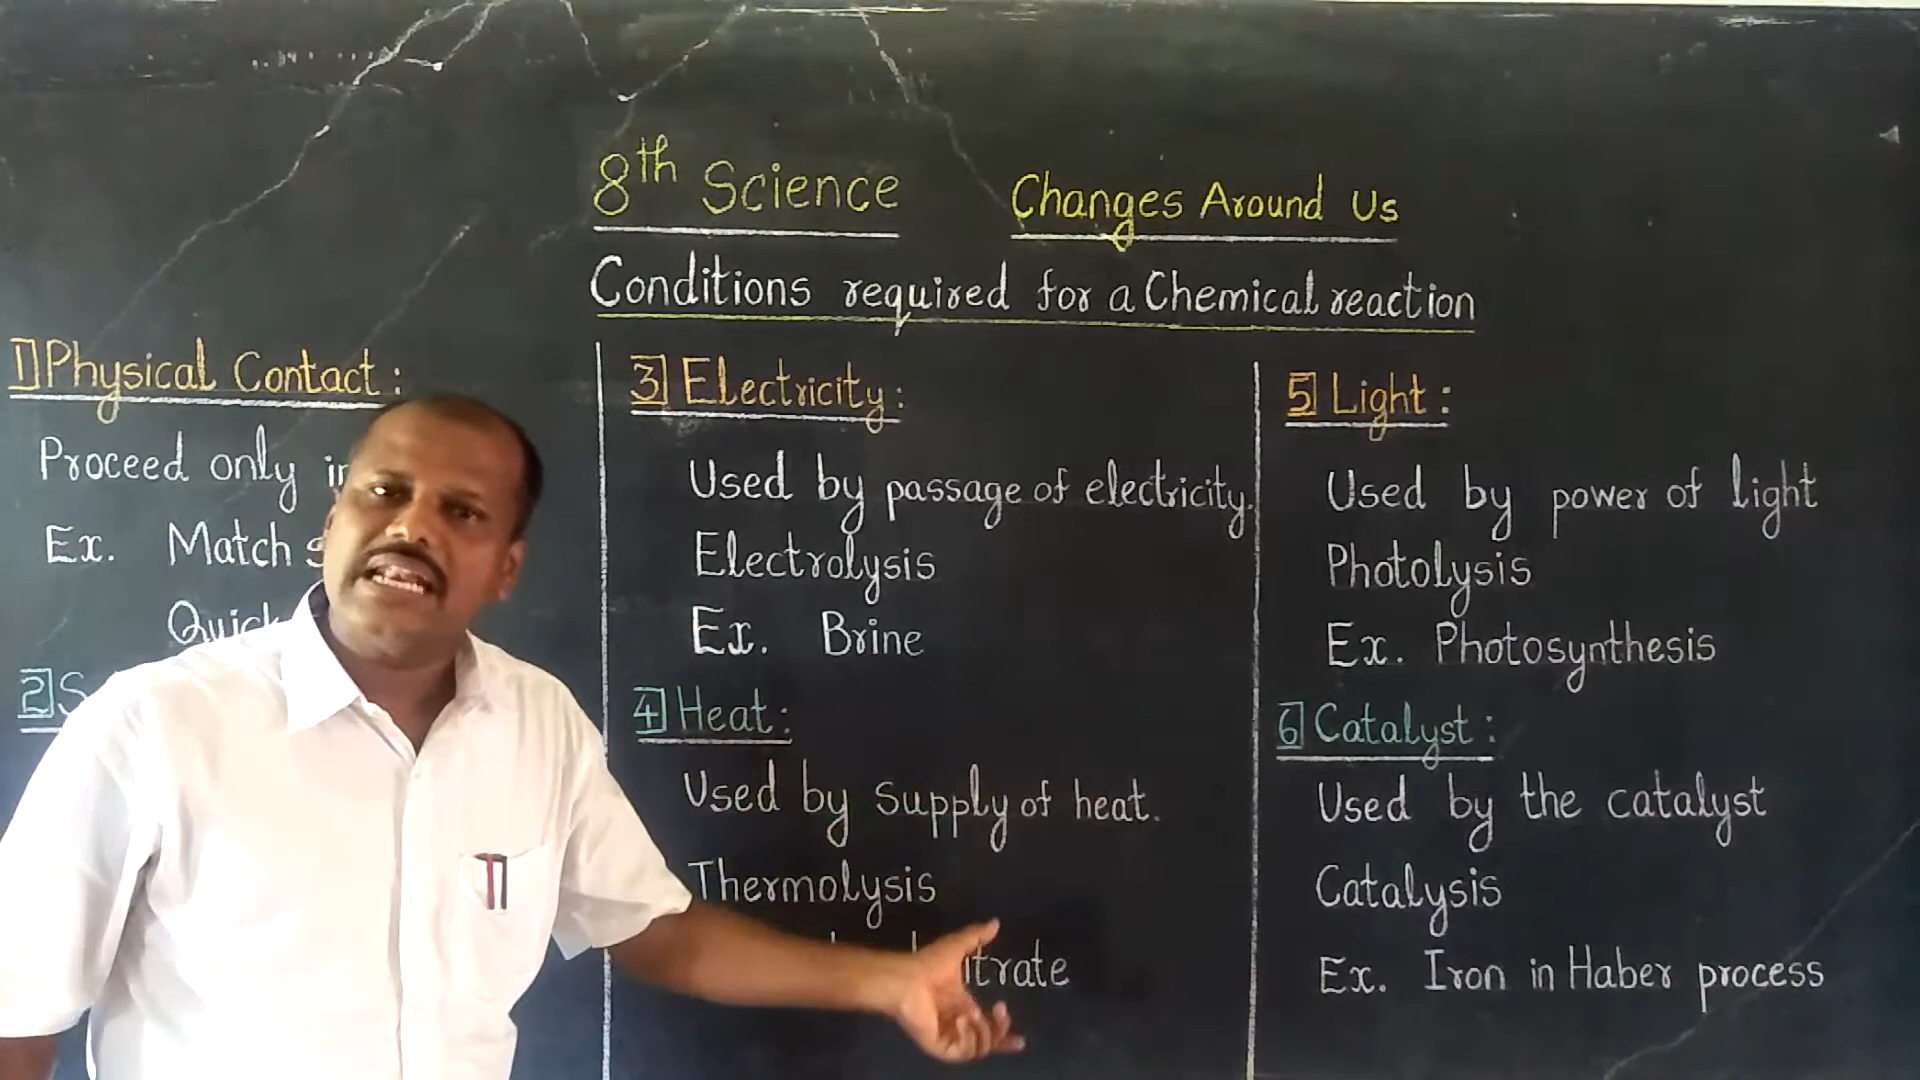 8th Science Changes Around Us
Conditions required for a Chemical reaction
1] Physical Contact :
Proceed only
Ex. Match
2]
3] Electricity :
Used by passage of electricity.
Electrolysis
Ex. Brine
4] Heat :
Used by supply of heat.
Thermolysis
5] Light :
Used by power of light
Photolysis
Ex. Photosynthesis
6] Catalyst :
Used by the catalyst
Catalysis
Ex. Iron in Haber process